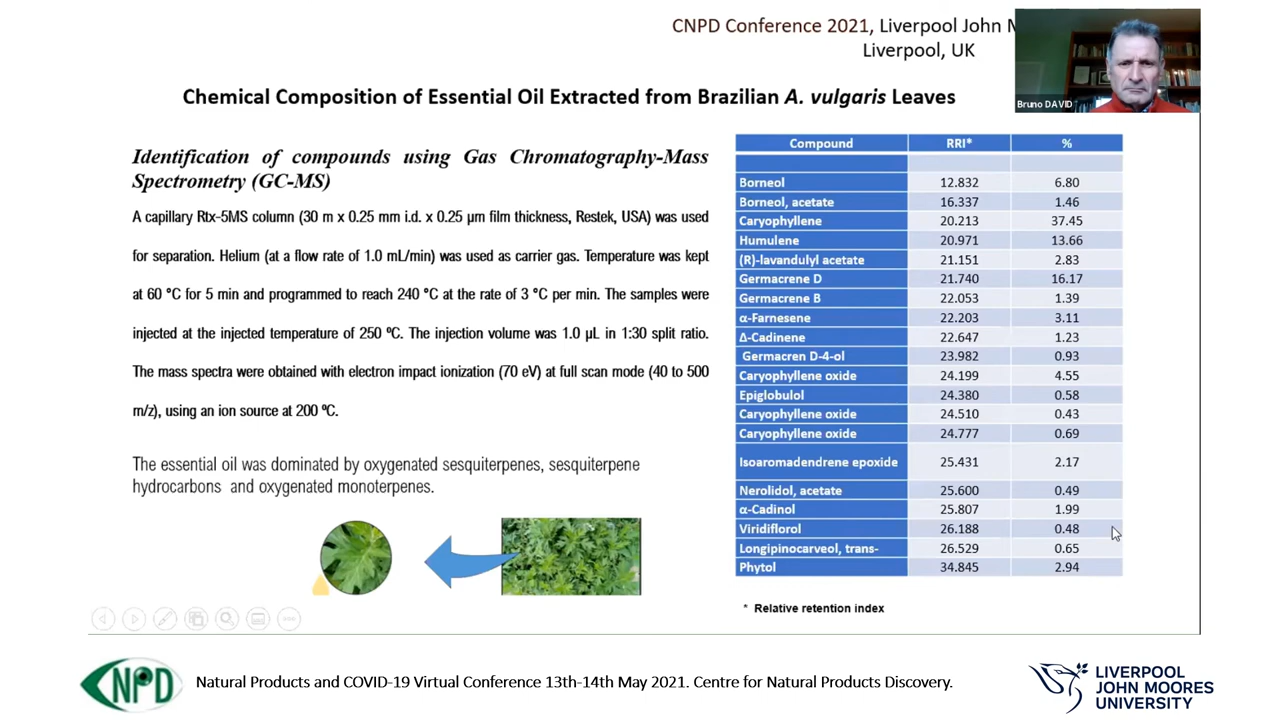 CNPD Conference 2021, Liverpool John
Liverpool, UK
Bruno DAVID
Chemical Composition of Essential Oil Extracted from Brazilian A. vulgaris Leaves
Identification of compounds using Gas Chromatography-Mass
Spectrometry (GC-MS)
A capillary Rtx-5MS column (30 m x 0.25 mm i.d. x 0.25 µm film thickness, Restek, USA) was used
for separation. Helium (at a flow rate of 1.0 mL/min) was used as carrier gas. Temperature was kept
at 60 °C for 5 min and programmed to reach 240 °C at the rate of 3 °C per min. The samples were
injected at the injected temperature of 250 ºC. The injection volume was 1.0 µL in 1:30 split ratio.
The mass spectra were obtained with electron impact ionization (70 eV) at full scan mode (40 to 500
m/z), using an ion source at 200 ºC.
The essential oil was dominated by oxygenated sesquiterpenes, sesquiterpene
hydrocarbons and oxygenated monoterpenes.
Compound RRI* %
Borneol 12.832 6.80
Borneol, acetate 16.337 1.46
Caryophyllene 20.213 37.45
Humulene 20.971 13.66
(R)-lavandulyl acetate 21.151 2.83
Germacrene D 21.740 16.17
Germacrene B 22.053 1.39
α-Farnesene 22.203 3.11
Δ-Cadinene 22.647 1.23
Germacren D-4-ol 23.982 0.93
Caryophyllene oxide 24.199 4.55
Epiglobulol 24.380 0.58
Caryophyllene oxide 24.510 0.43
Caryophyllene oxide 24.777 0.69
Isoaromadendrene epoxide 25.431 2.17
Nerolidol, acetate 25.600 0.49
α-Cadinol 25.807 1.99
Viridiflorol 26.188 0.48
Longipinocarveol, trans- 26.529 0.65
Phytol 34.845 2.94
* Relative retention index
CNPD
Natural Products and COVID-19 Virtual Conference 13th-14th May 2021. Centre for Natural Products Discovery.
LIVERPOOL
JOHN MOORES
UNIVERSITY